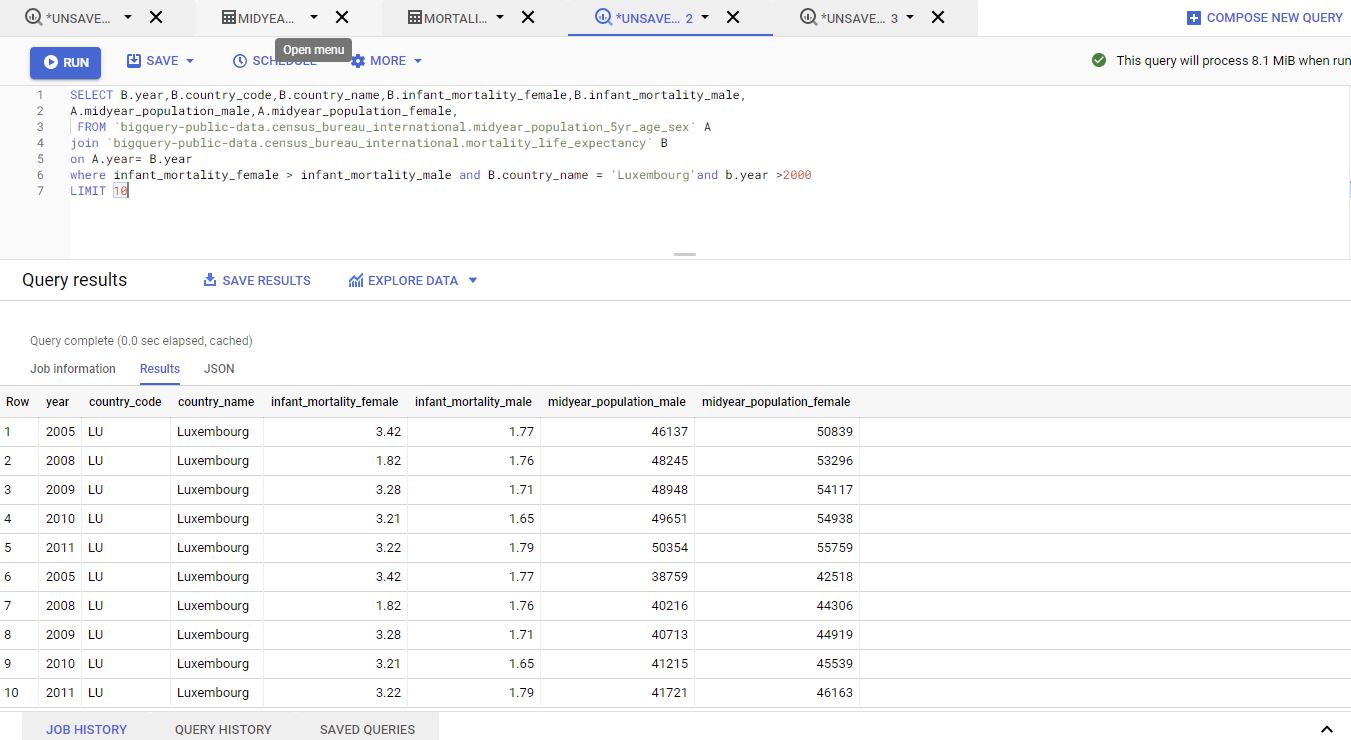 *UNSAVE... MIDYEA... MORTALI... *UNSAVE... 2 *UNSAVE... 3 COMPOSE NEW QUERY
Open menu
RUN SAVE SCHEDULE MORE This query will process 8.1 MiB when run
1 SELECT B.year,B.country_code,B.country_name,B.infant_mortality_female,B.infant_mortality_male,
2 A.midyear_population_male,A.midyear_population_female,
3 FROM `bigquery-public-data.census_bureau_international.midyear_population_5yr_age_sex` A
4 join `bigquery-public-data.census_bureau_international.mortality_life_expectancy` B
5 on A.year= B.year
6 where infant_mortality_female > infant_mortality_male and B.country_name = 'Luxembourg'and b.year >2000
7 LIMIT 10
Query results SAVE RESULTS EXPLORE DATA
Query complete (0.0 sec elapsed, cached)
Job information Results JSON
Row year country_code country_name infant_mortality_female infant_mortality_male midyear_population_male midyear_population_female
1 2005 LU Luxembourg 3.42 1.77 46137 50839
2 2008 LU Luxembourg 1.82 1.76 48245 53296
3 2009 LU Luxembourg 3.28 1.71 48948 54117
4 2010 LU Luxembourg 3.21 1.65 49651 54938
5 2011 LU Luxembourg 3.22 1.79 50354 55759
6 2005 LU Luxembourg 3.42 1.77 38759 42518
7 2008 LU Luxembourg 1.82 1.76 40216 44306
8 2009 LU Luxembourg 3.28 1.71 40713 44919
9 2010 LU Luxembourg 3.21 1.65 41215 45539
10 2011 LU Luxembourg 3.22 1.79 41721 46163
JOB HISTORY QUERY HISTORY SAVED QUERIES